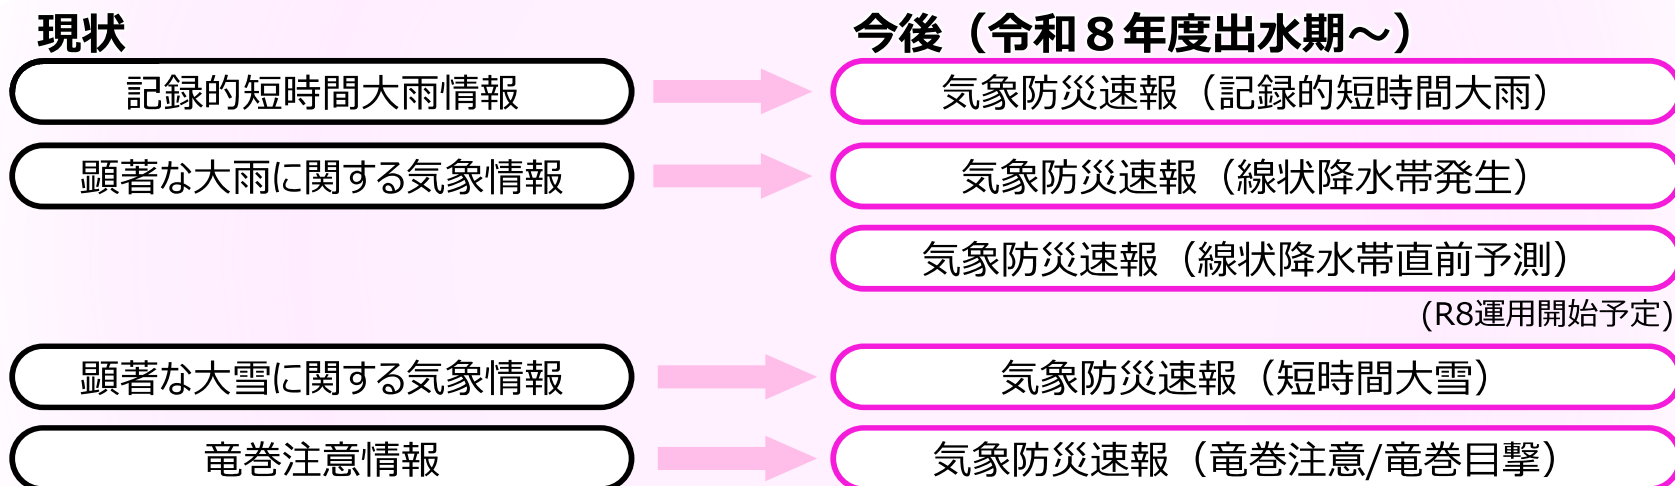 現状
今後（令和８年度出水期～）
記録的短時間大雨情報
気象防災速報（記録的短時間大雨）
顕著な大雨に関する気象情報
気象防災速報（線状降水帯発生）
気象防災速報（線状降水帯直前予測）
(R8運用開始予定)
顕著な大雪に関する気象情報
気象防災速報（短時間大雪）
竜巻注意情報
気象防災速報（竜巻注意/竜巻目撃）